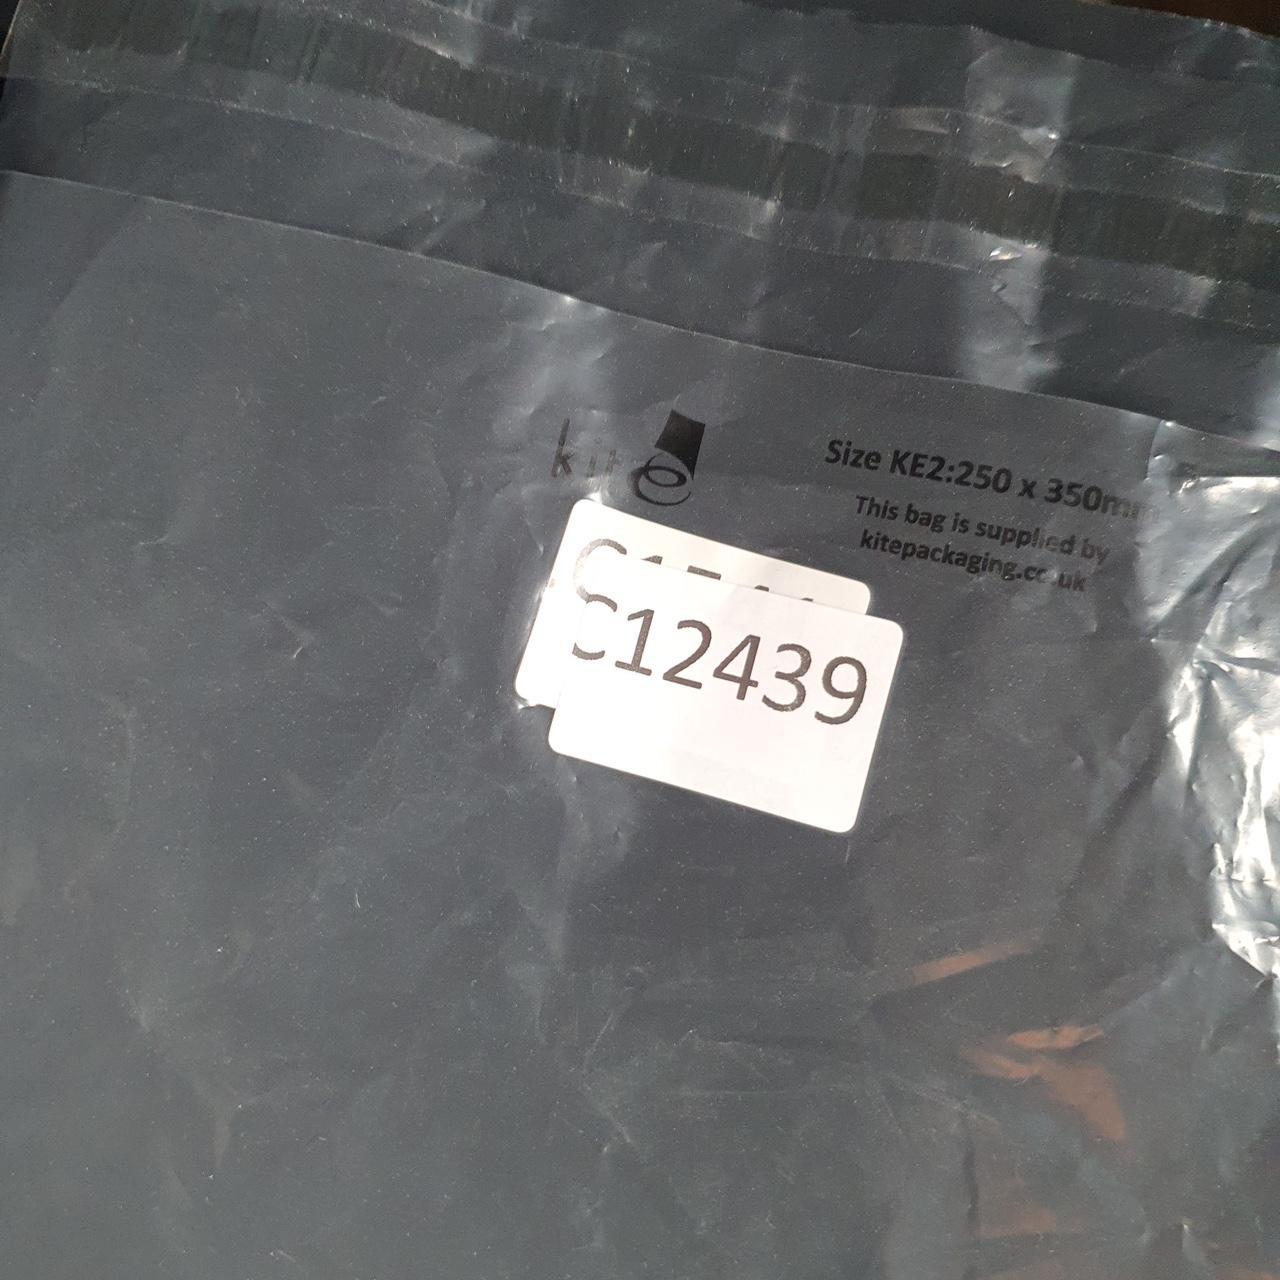 kite
Size KE2:250 x 350mm
This bag is supplied by
kitepackaging.co.uk
C12439